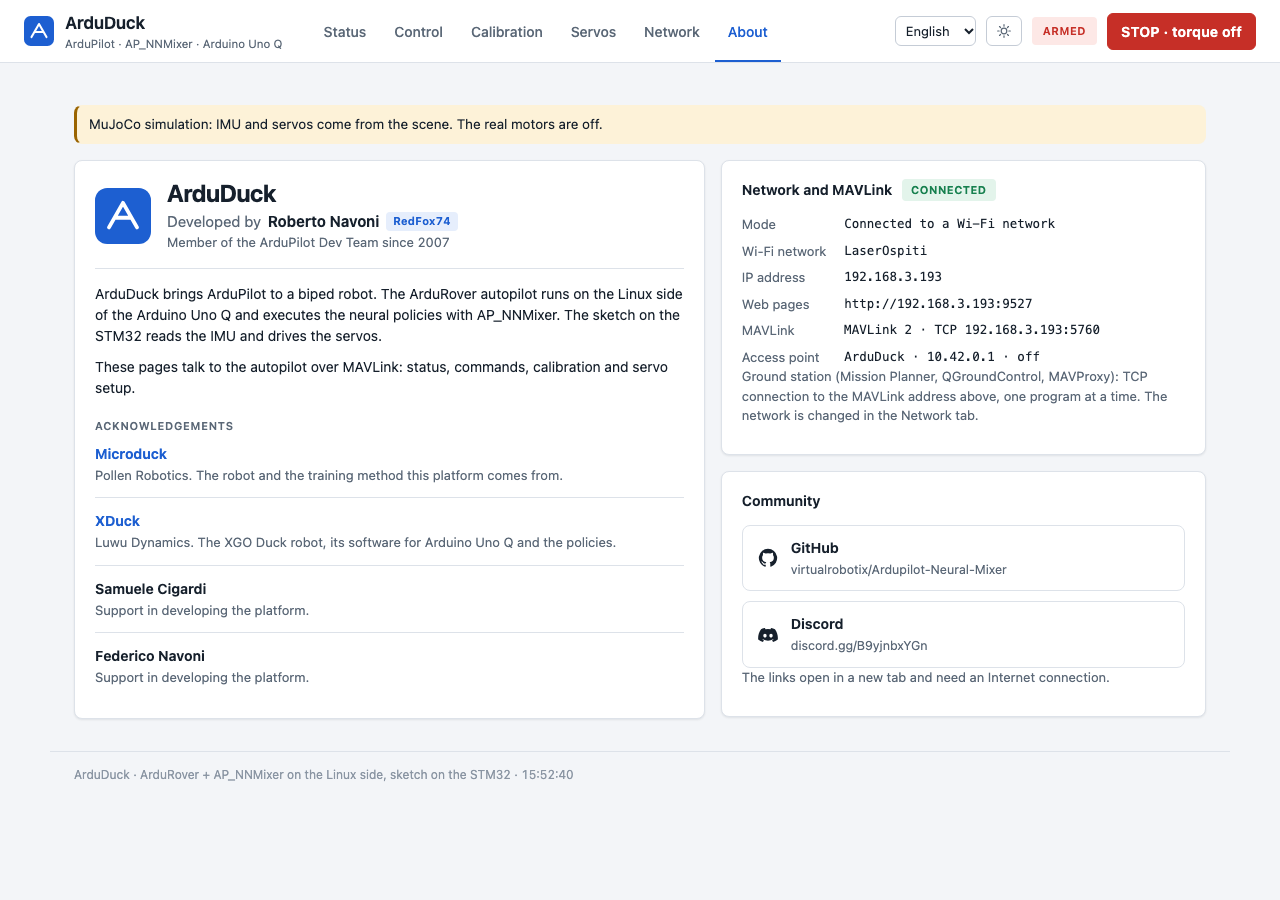 ArduDuck
ArduPilot · AP_NNMixer · Arduino Uno Q
Status
Control
Calibration
Servos
Network
About
English
ARMED
STOP · torque off
MuJoCo simulation: IMU and servos come from the scene. The real motors are off.
ArduDuck
Developed by Roberto Navoni RedFox74
Member of the ArduPilot Dev Team since 2007
ArduDuck brings ArduPilot to a biped robot. The ArduRover autopilot runs on the Linux side
of the Arduino Uno Q and executes the neural policies with AP_NNMixer. The sketch on the
STM32 reads the IMU and drives the servos.
These pages talk to the autopilot over MAVLink: status, commands, calibration and servo
setup.
ACKNOWLEDGEMENTS
Microduck
Pollen Robotics. The robot and the training method this platform comes from.
XDuck
Luwu Dynamics. The XGO Duck robot, its software for Arduino Uno Q and the policies.
Samuele Cigardi
Support in developing the platform.
Federico Navoni
Support in developing the platform.
Network and MAVLink CONNECTED
Mode Connected to a Wi-Fi network
Wi-Fi network LaserOspiti
IP address 192.168.3.193
Web pages http://192.168.3.193:9527
MAVLink MAVLink 2 · TCP 192.168.3.193:5760
Access point ArduDuck · 10.42.0.1 · off
Ground station (Mission Planner, QGroundControl, MAVProxy): TCP
connection to the MAVLink address above, one program at a time. The
network is changed in the Network tab.
Community
GitHub
virtualrobotix/Ardupilot-Neural-Mixer
Discord
discord.gg/B9yjnbxYGn
The links open in a new tab and need an Internet connection.
ArduDuck · ArduRover + AP_NNMixer on the Linux side, sketch on the STM32 · 15:52:40